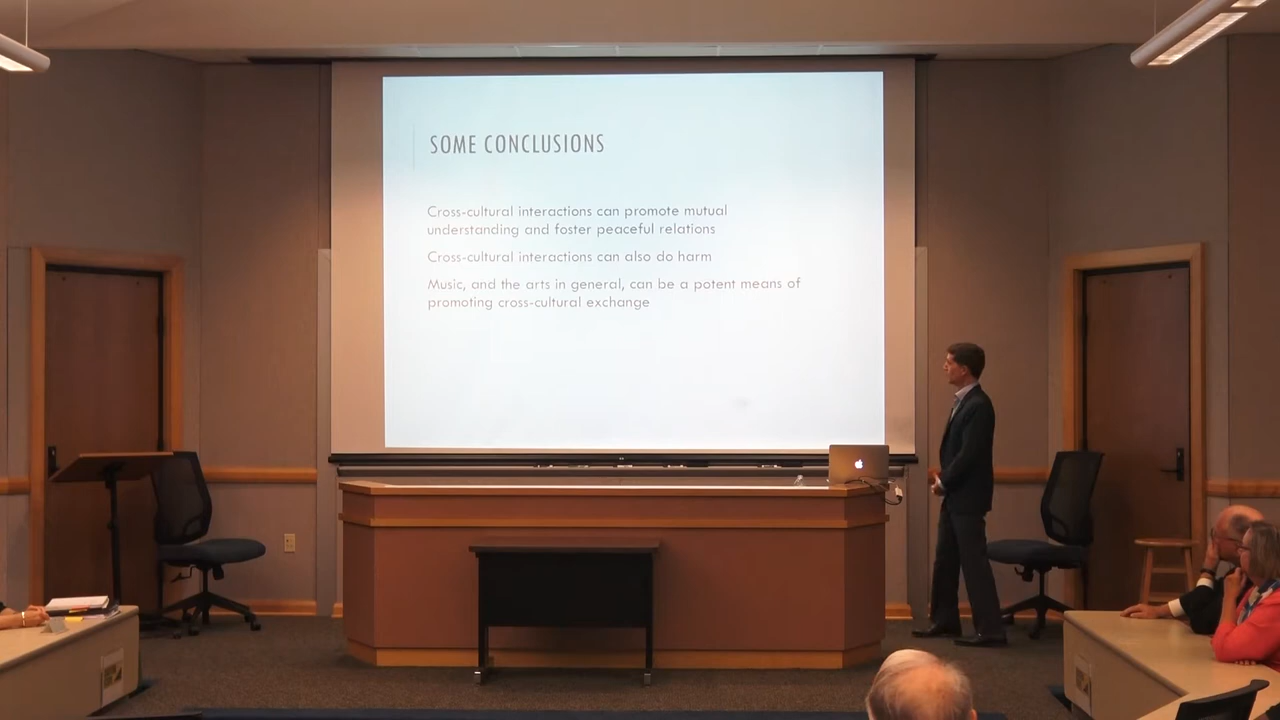 SOME CONCLUSIONS
Cross-cultural interactions can promote mutual
understanding and foster peaceful relations
Cross-cultural interactions can also do harm
Music, and the arts in general, can be a potent means of
promoting cross-cultural exchange